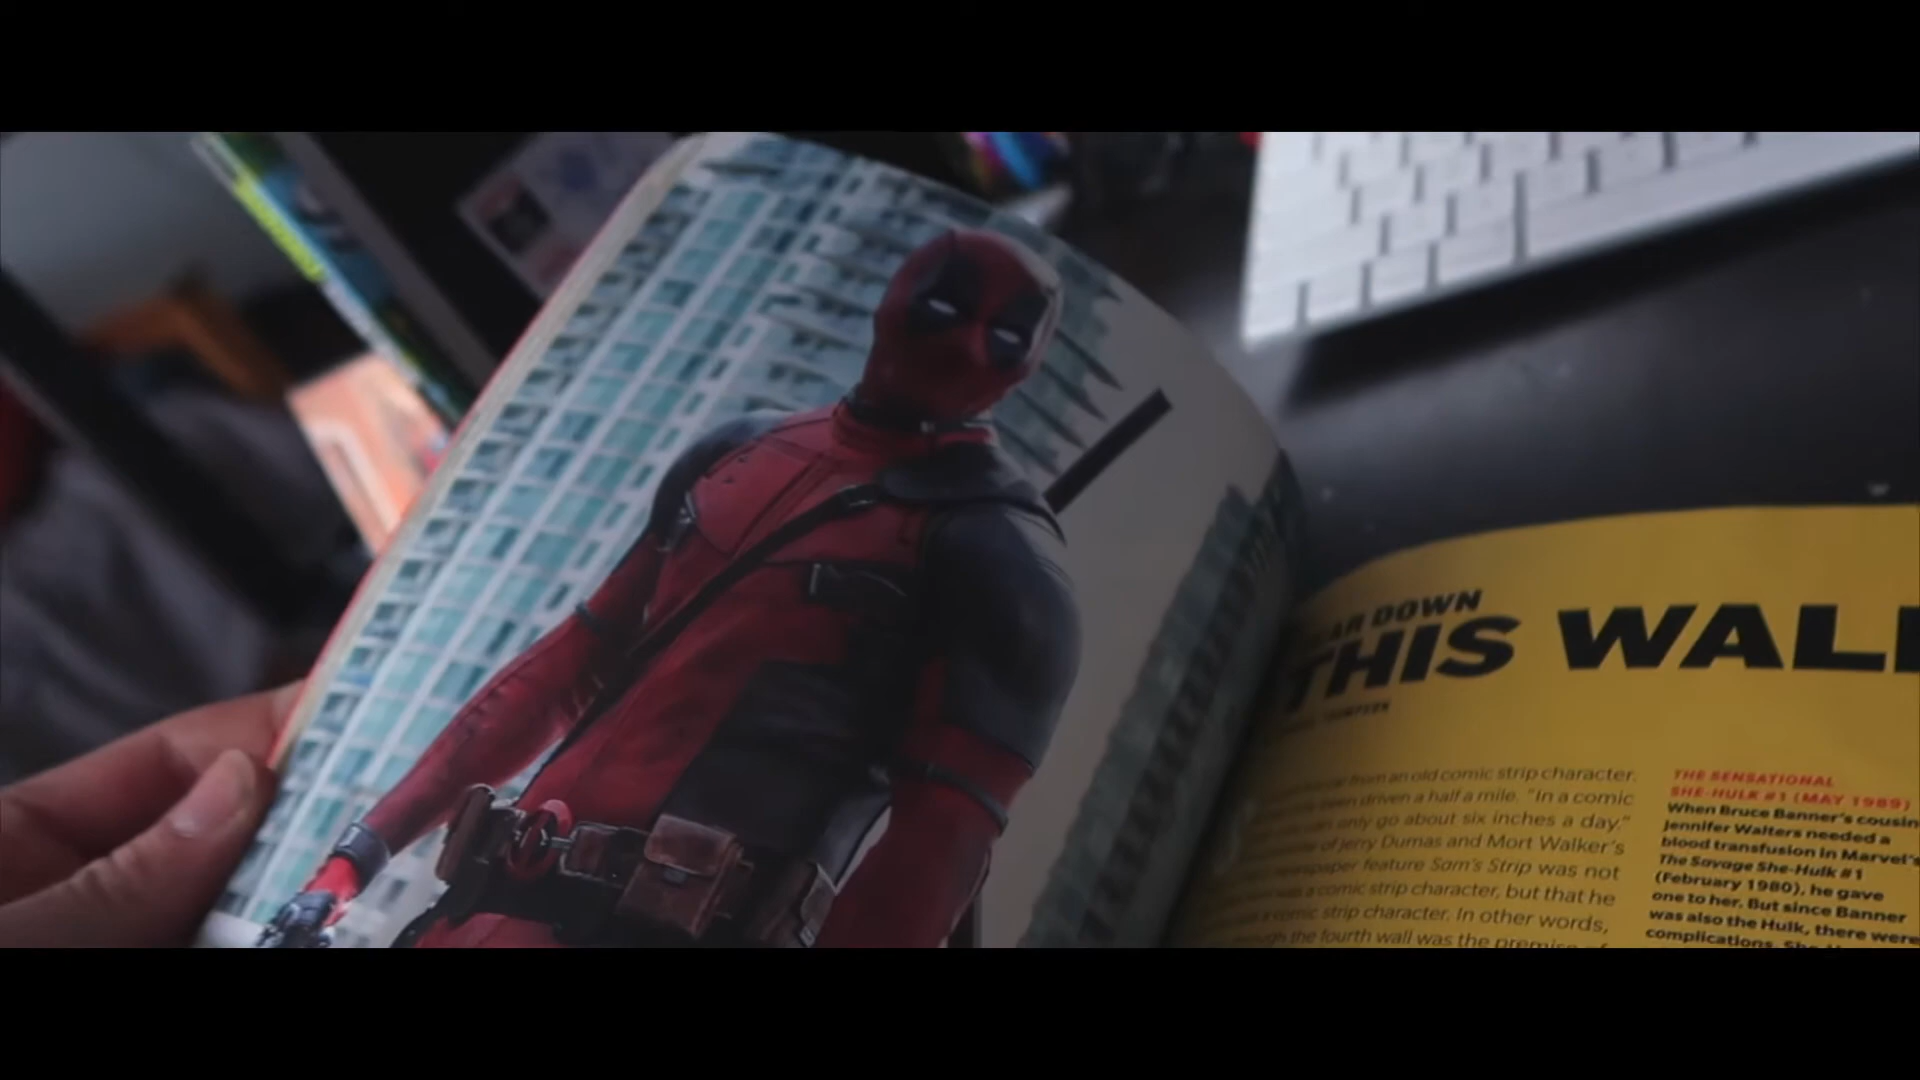 DOWN
THIS WALL
from an old comic strip character.
driven a half a mile. "In a comic
can only go about six inches a day."
of Jerry Dumas and Mort Walker's
newspaper feature Sam's Strip was not
a comic strip character, but that he
comic strip character. In other words,
the fourth wall was the premise of
THE SENSATIONAL
SHE-HULK #1 (MAY 1989)
When Bruce Banner's cousin
Jennifer Walters needed a
blood transfusion in Marvel's
The Savage She-Hulk #1
(February 1980), he gave
one to her. But since Banner
was also the Hulk, there were
complications.